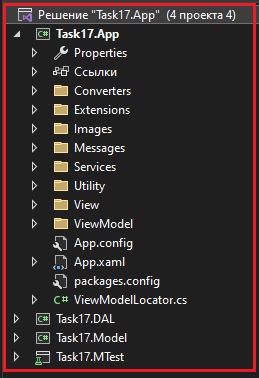 Решение "Task17.App" (4 проекта 4)
Task17.App
Properties
Ссылки
Converters
Extensions
Images
Messages
Services
Utility
View
ViewModel
App.config
App.xaml
packages.config
C# ViewModelLocator.cs
Task17.DAL
Task17.Model
Task17.MTest